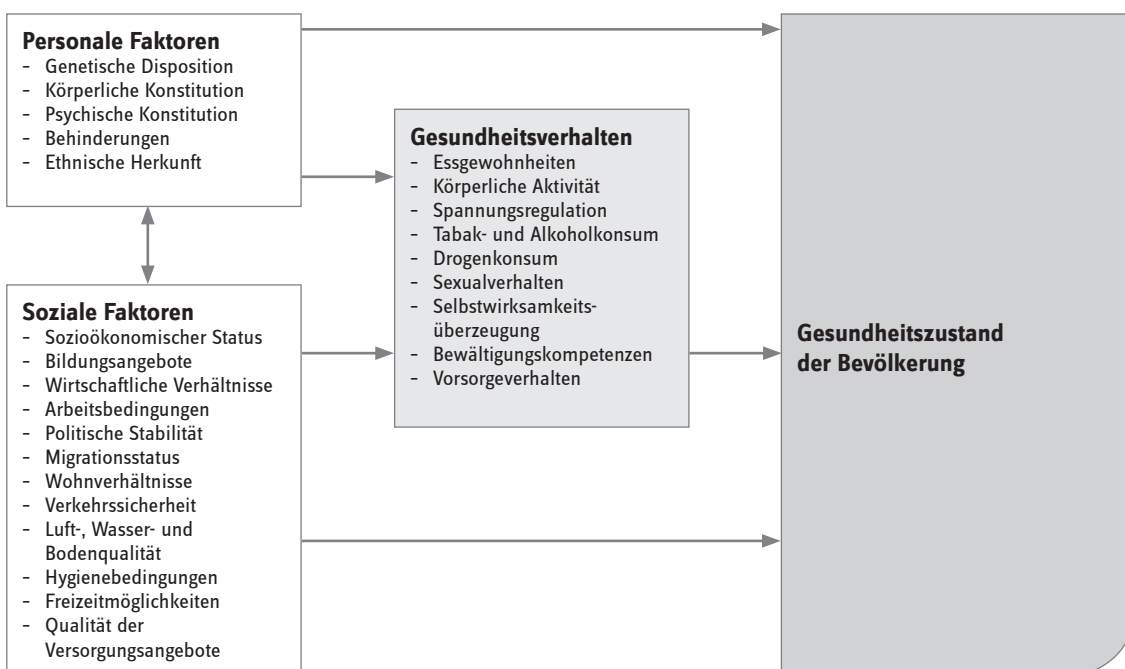 Personale Faktoren
- Genetische Disposition
- Körperliche Konstitution
- Psychische Konstitution
- Behinderungen
- Ethnische Herkunft
Soziale Faktoren
- Sozioökonomischer Status
- Bildungsangebote
- Wirtschaftliche Verhältnisse
- Arbeitsbedingungen
- Politische Stabilität
- Migrationsstatus
- Wohnverhältnisse
- Verkehrssicherheit
- Luft-, Wasser- und
Bodenqualität
- Hygienebedingungen
- Freizeitmöglichkeiten
- Qualität der
Versorgungsangebote
Gesundheitsverhalten
- Essgewohnheiten
- Körperliche Aktivität
- Spannungsregulation
- Tabak- und Alkoholkonsum
- Drogenkonsum
- Sexualverhalten
- Selbstwirksamkeits-
überzeugung
- Bewältigungskompetenzen
- Vorsorgeverhalten
Gesundheitszustand
der Bevölkerung